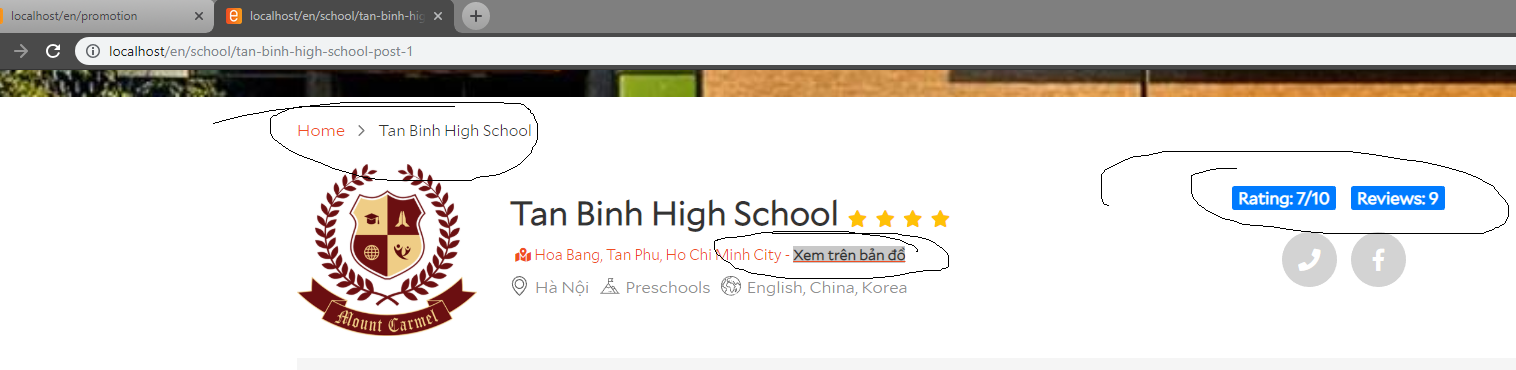 localhost/en/promotion
localhost/en/school/tan-binh-hig
localhost/en/school/tan-binh-high-school-post-1
Home > Tan Binh High School
Tan Binh High School
Rating: 7/10 Reviews: 9
Hoa Bang, Tan Phu, Ho Chi Minh City - Xem trên bản đồ
Hà Nội Preschools English, China, Korea
Mount Carmel